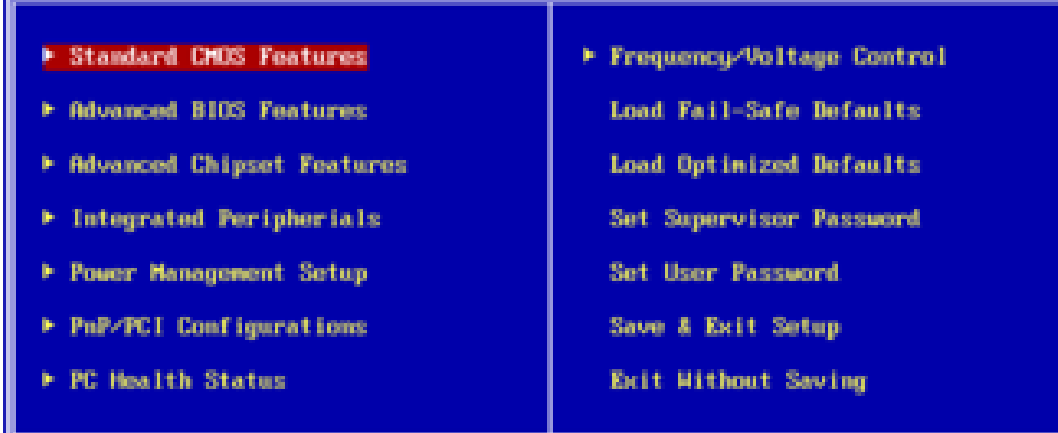 Standard CMOS Features
Advanced BIOS Features
Advanced Chipset Features
Integrated Peripherials
Power Management Setup
PnP/PCI Configurations
PC Health Status
Frequency/Voltage Control
Load Fail-Safe Defaults
Load Optimized Defaults
Set Supervisor Password
Set User Password
Save & Exit Setup
Exit Without Saving